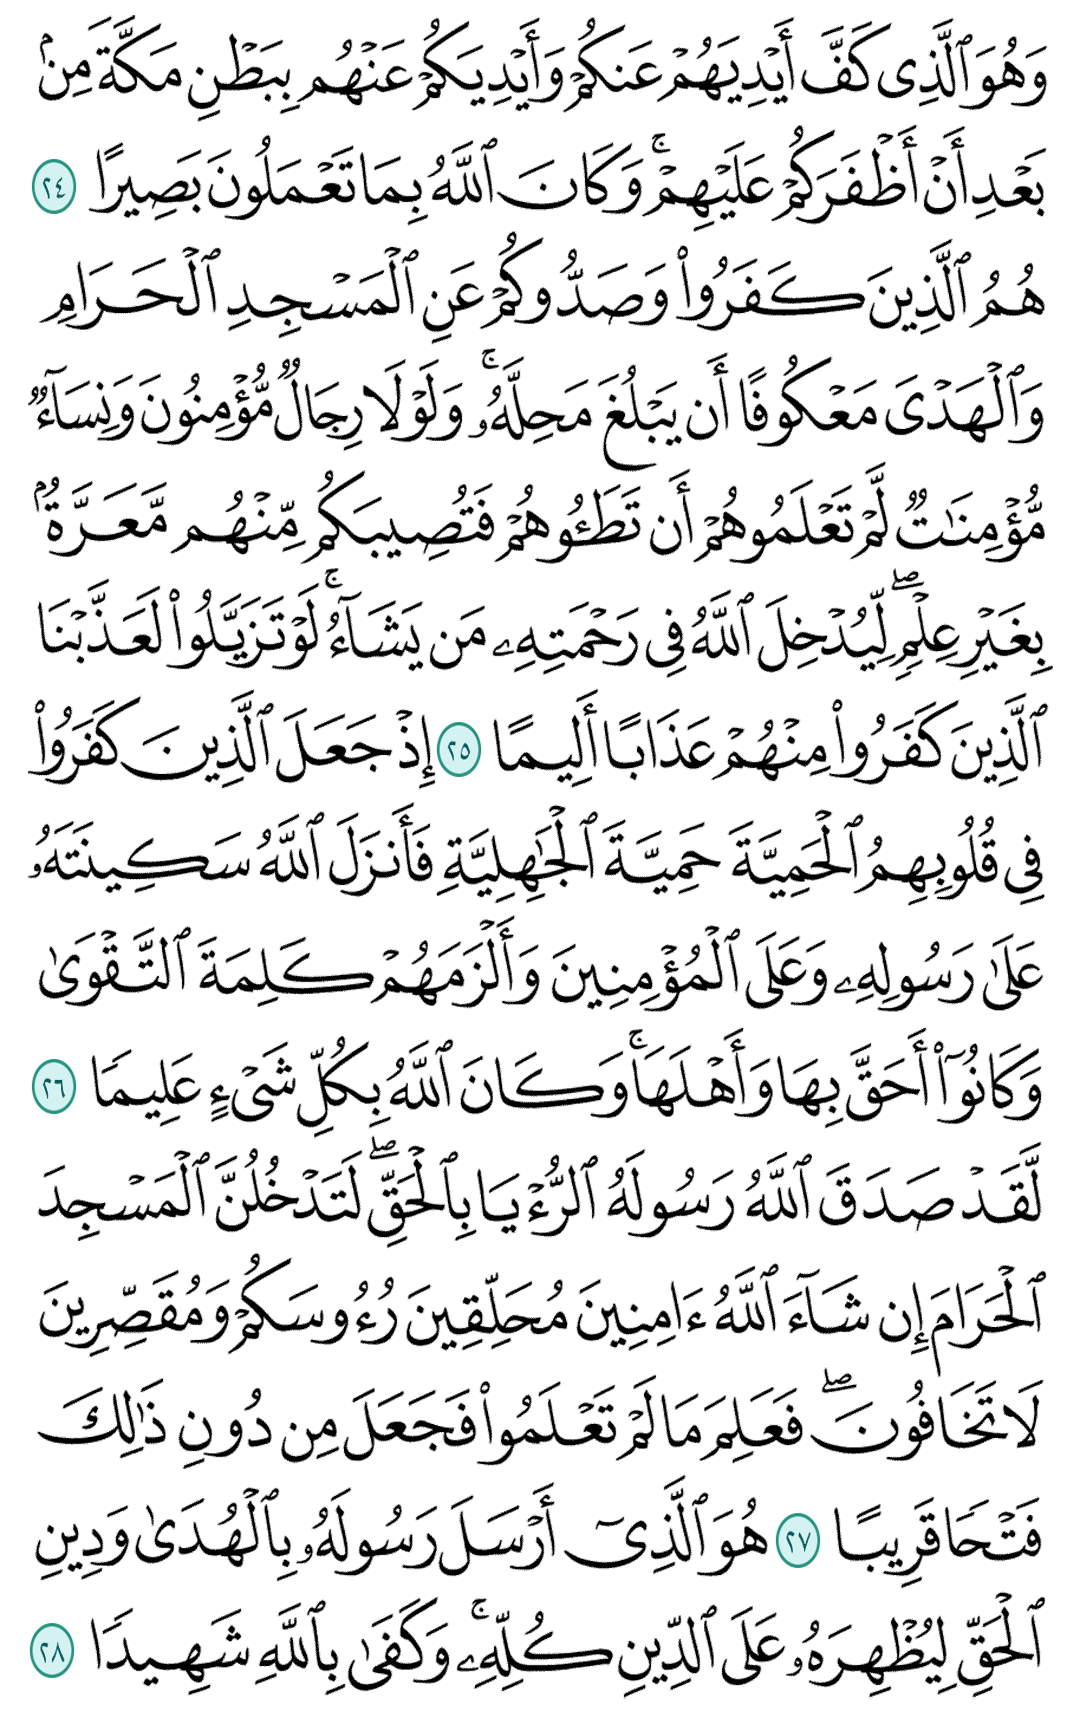 وَهُوَ ٱلَّذِى كَفَّ أَيْدِيَهُمْ عَنكُمْ وَأَيْدِيَكُمْ عَنْهُم بِبَطْنِ مَكَّةَ مِنۢ
بَعْدِ أَنْ أَظْفَرَكُمْ عَلَيْهِمْ ۚ وَكَانَ ٱللَّهُ بِمَا تَعْمَلُونَ بَصِيرًا ٢٤
هُمُ ٱلَّذِينَ كَفَرُوا۟ وَصَدُّوكُمْ عَنِ ٱلْمَسْجِدِ ٱلْحَرَامِ
وَٱلْهَدْىَ مَعْكُوفًا أَن يَبْلُغَ مَحِلَّهُۥ ۚ وَلَوْلَا رِجَالٌ مُّؤْمِنُونَ وَنِسَآءٌ
مُّؤْمِنَـٰتٌ لَّمْ تَعْلَمُوهُمْ أَن تَطَـُٔوهُمْ فَتُصِيبَكُم مِّنْهُم مَّعَرَّةٌۢ
بِغَيْرِ عِلْمٍ ۖ لِّيُدْخِلَ ٱللَّهُ فِى رَحْمَتِهِۦ مَن يَشَآءُ ۚ لَوْ تَزَيَّلُوا۟ لَعَذَّبْنَا
ٱلَّذِينَ كَفَرُوا۟ مِنْهُمْ عَذَابًا أَلِيمًا ٢٥ إِذْ جَعَلَ ٱلَّذِينَ كَفَرُوا۟
فِى قُلُوبِهِمُ ٱلْحَمِيَّةَ حَمِيَّةَ ٱلْجَـٰهِلِيَّةِ فَأَنزَلَ ٱللَّهُ سَكِينَتَهُۥ
عَلَىٰ رَسُولِهِۦ وَعَلَى ٱلْمُؤْمِنِينَ وَأَلْزَمَهُمْ كَلِمَةَ ٱلتَّقْوَىٰ
وَكَانُوٓا۟ أَحَقَّ بِهَا وَأَهْلَهَا ۚ وَكَانَ ٱللَّهُ بِكُلِّ شَىْءٍ عَلِيمًا ٢٦
لَّقَدْ صَدَقَ ٱللَّهُ رَسُولَهُ ٱلرُّءْيَا بِٱلْحَقِّ ۖ لَتَدْخُلُنَّ ٱلْمَسْجِدَ
ٱلْحَرَامَ إِن شَآءَ ٱللَّهُ ءَامِنِينَ مُحَلِّقِينَ رُءُوسَكُمْ وَمُقَصِّرِينَ
لَا تَخَافُونَ ۖ فَعَلِمَ مَا لَمْ تَعْلَمُوا۟ فَجَعَلَ مِن دُونِ ذَٰلِكَ
فَتْحًا قَرِيبًا ٢٧ هُوَ ٱلَّذِىٓ أَرْسَلَ رَسُولَهُۥ بِٱلْهُدَىٰ وَدِينِ
ٱلْحَقِّ لِيُظْهِرَهُۥ عَلَى ٱلدِّينِ كُلِّهِۦ ۚ وَكَفَىٰ بِٱللَّهِ شَهِيدًا ٢٨